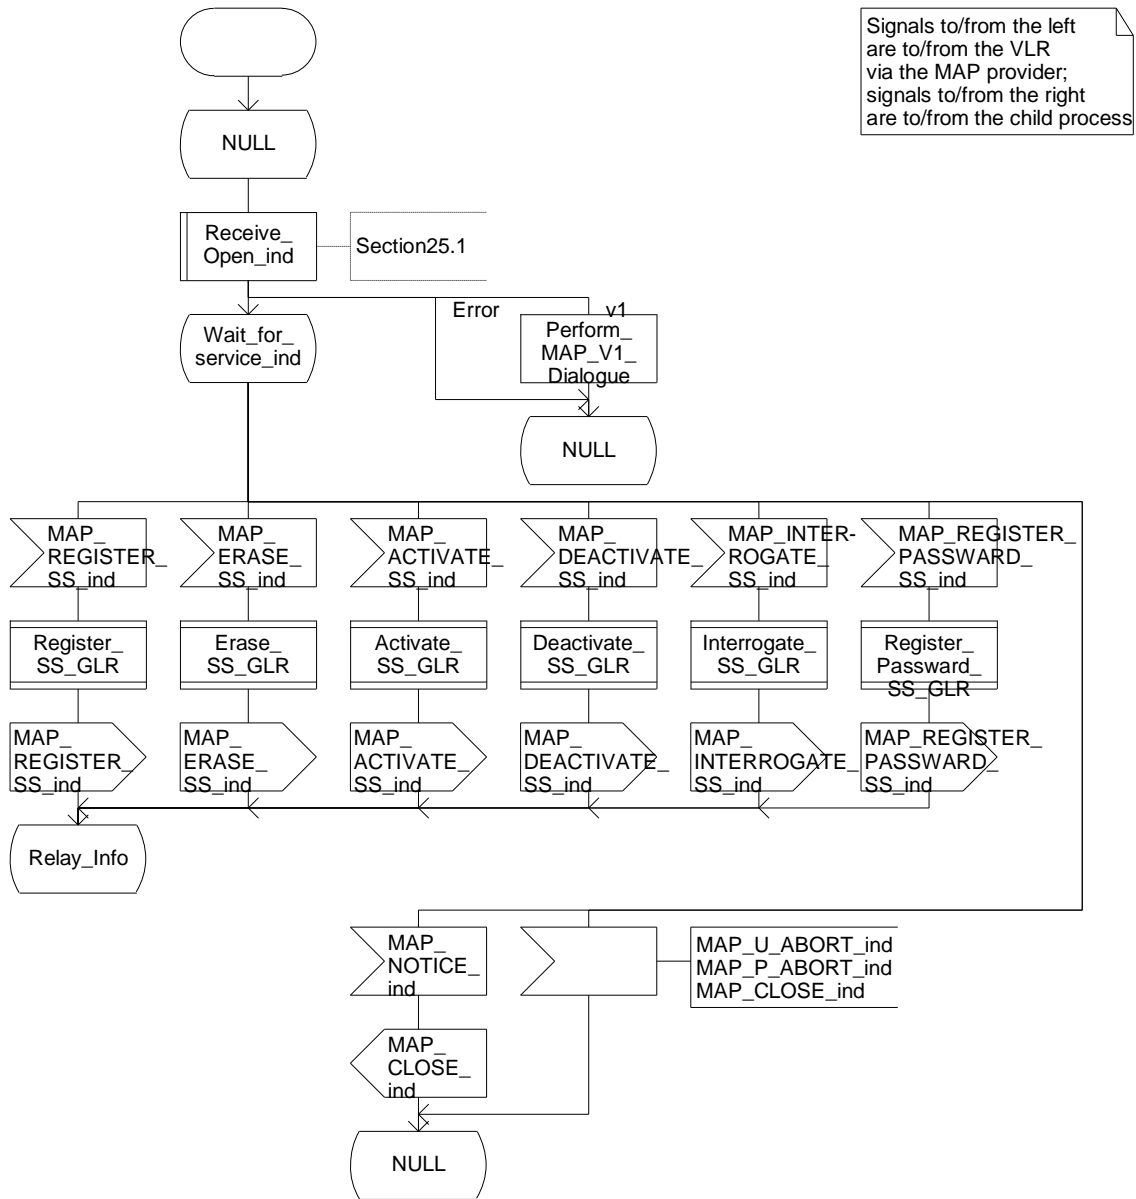 Signals to/from the left
are to/from the VLR
via the MAP provider;
signals to/from the right
are to/from the child process
NULL
Receive_
Open_ind
Section25.1
Error
v1
Wait_for_
service_ind
Perform_
MAP_V1_
Dialogue
NULL
MAP_
REGISTER_
SS_ind
MAP_
ERASE_
SS_ind
MAP_
ACTIVATE_
SS_ind
MAP_
DEACTIVATE_
SS_ind
MAP_INTER-
ROGATE_
SS_ind
MAP_REGISTER_
PASSWARD_
SS_ind
Register_
SS_GLR
Erase_
SS_GLR
Activate_
SS_GLR
Deactivate_
SS_GLR
Interrogate_
SS_GLR
Register_
Passward_
SS_GLR
MAP_
REGISTER_
SS_ind
MAP_
ERASE_
SS_ind
MAP_
ACTIVATE_
SS_ind
MAP_
DEACTIVATE_
SS_ind
MAP_
INTERROGATE_
SS_ind
MAP_REGISTER_
PASSWARD_
SS_ind
Relay_Info
MAP_
NOTICE_
ind
MAP_U_ABORT_ind
MAP_P_ABORT_ind
MAP_CLOSE_ind
MAP_
CLOSE_
ind
NULL